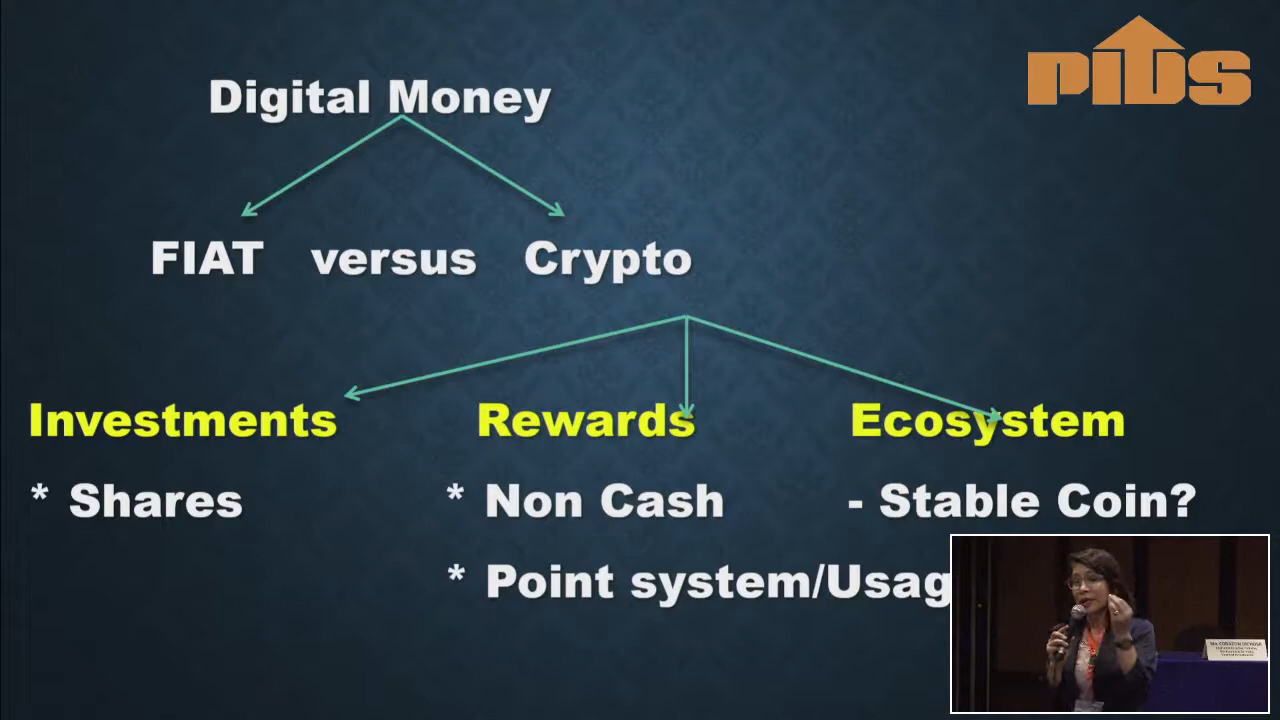 PIDS
Digital Money
FIAT versus Crypto
Investments Rewards Ecosystem
* Shares * Non Cash - Stable Coin?
* Point system/Usag